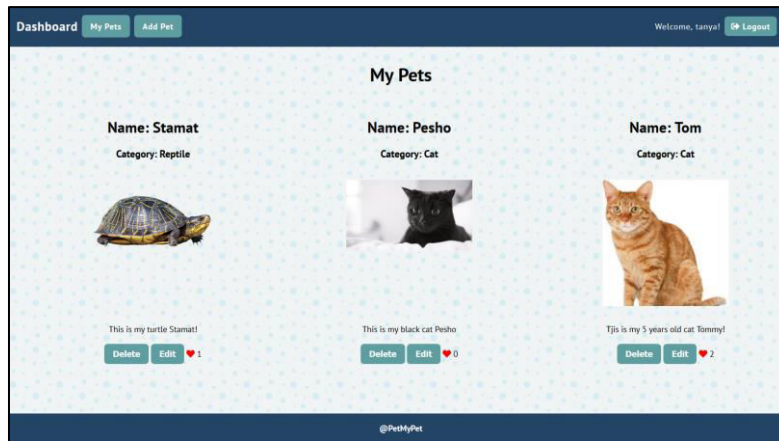 Dashboard My Pets Add Pet Welcome, tanya! Logout
My Pets
Name: Stamat
Category: Reptile
This is my turtle Stamat!
Delete Edit 1
Name: Pesho
Category: Cat
This is my black cat Pesho
Delete Edit 0
Name: Tom
Category: Cat
Tjis is my 5 years old cat Tommy!
Delete Edit 2
@PetMyPet